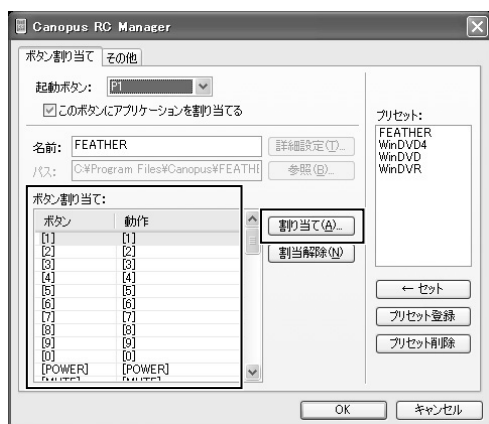 Canopus RC Manager
ボタン割り当て その他
起動ボタン: P1
このボタンにアプリケーションを割り当てる
名前: FEATHER 詳細設定(T)...
パス: C:¥Program Files¥Canopus¥FEATHE 参照(B)...
ボタン割り当て:
ボタン 動作
[1] [1]
[2] [2]
[3] [3]
[4] [4]
[5] [5]
[6] [6]
[7] [7]
[8] [8]
[9] [9]
[0] [0]
[POWER] [POWER]
[MUTE] [MUTE]
割り当て(A)...
割当解除(N)
プリセット:
FEATHER
WinDVD4
WinDVD
WinDVR
← セット
プリセット登録
プリセット削除
OK キャンセル